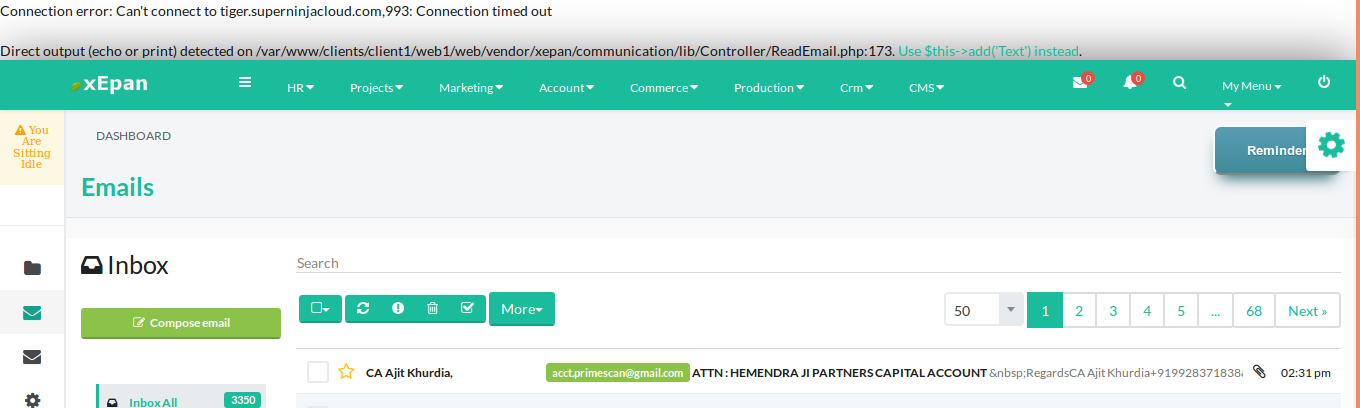 Connection error: Can't connect to tiger.superninjacloud.com,993: Connection timed out
Direct output (echo or print) detected on /var/www/clients/client1/web1/web/vendor/xepan/communication/lib/Controller/ReadEmail.php:173. Use $this->add('Text') instead.
xEpan HR Projects Marketing Account Commerce Production Crm CMS 0 0 My Menu
You Are Sitting Idle
DASHBOARD
Reminder
Emails
Inbox
Search
More
50 1 2 3 4 5 ... 68 Next »
Compose email
CA Ajit Khurdia, acct.primescan@gmail.com ATTN : HEMENDRA JI PARTNERS CAPITAL ACCOUNT &nbsp;RegardsCA Ajit Khurdia+919928371838 02:31 pm
Inbox All 3350